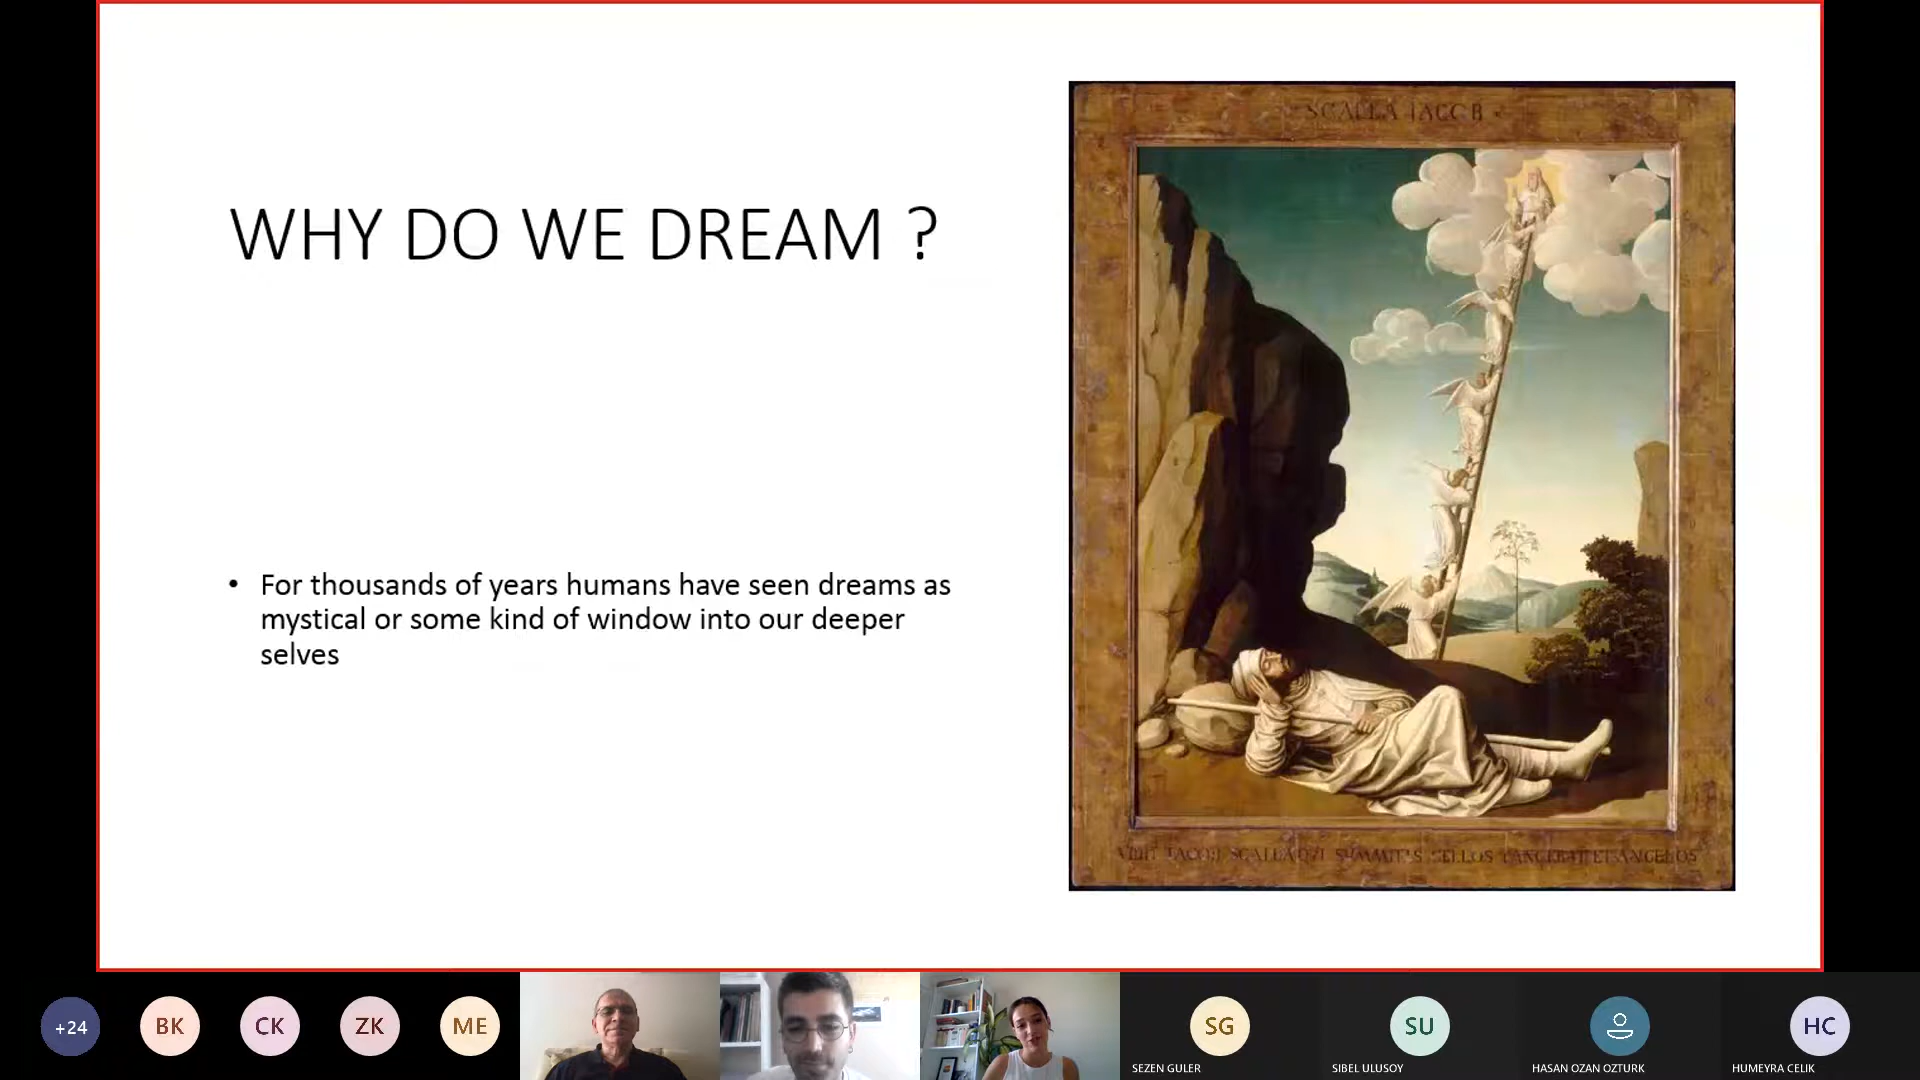 SCALLA IACOB
WHY DO WE DREAM ?
• For thousands of years humans have seen dreams as
mystical or some kind of window into our deeper
selves
+24
BK
CK
ZK
ME
SG
SEZEN GULER
SU
SIBEL ULUSOY
HASAN OZAN OZTURK
HC
HUMEYRA CELIK